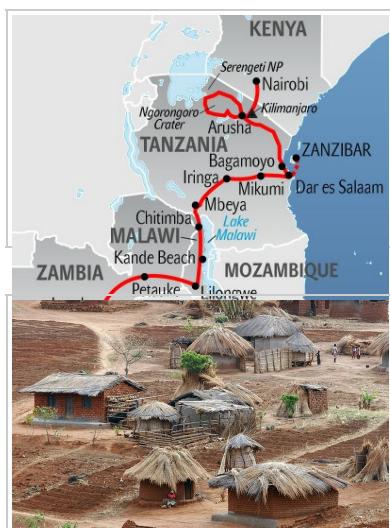 KENYA
Serengeti NP
Nairobi
Ngorongoro
Crater
Kilimanjaro
Arusha
TANZANIA
ZANZIBAR
Bagamoyo
Iringa
Mikumi
Dar es Salaam
Mbeya
Chitimba
Lake
Malawi
MALAWI
Kande Beach
MOZAMBIQUE
ZAMBIA
Petauke
Lilongwe